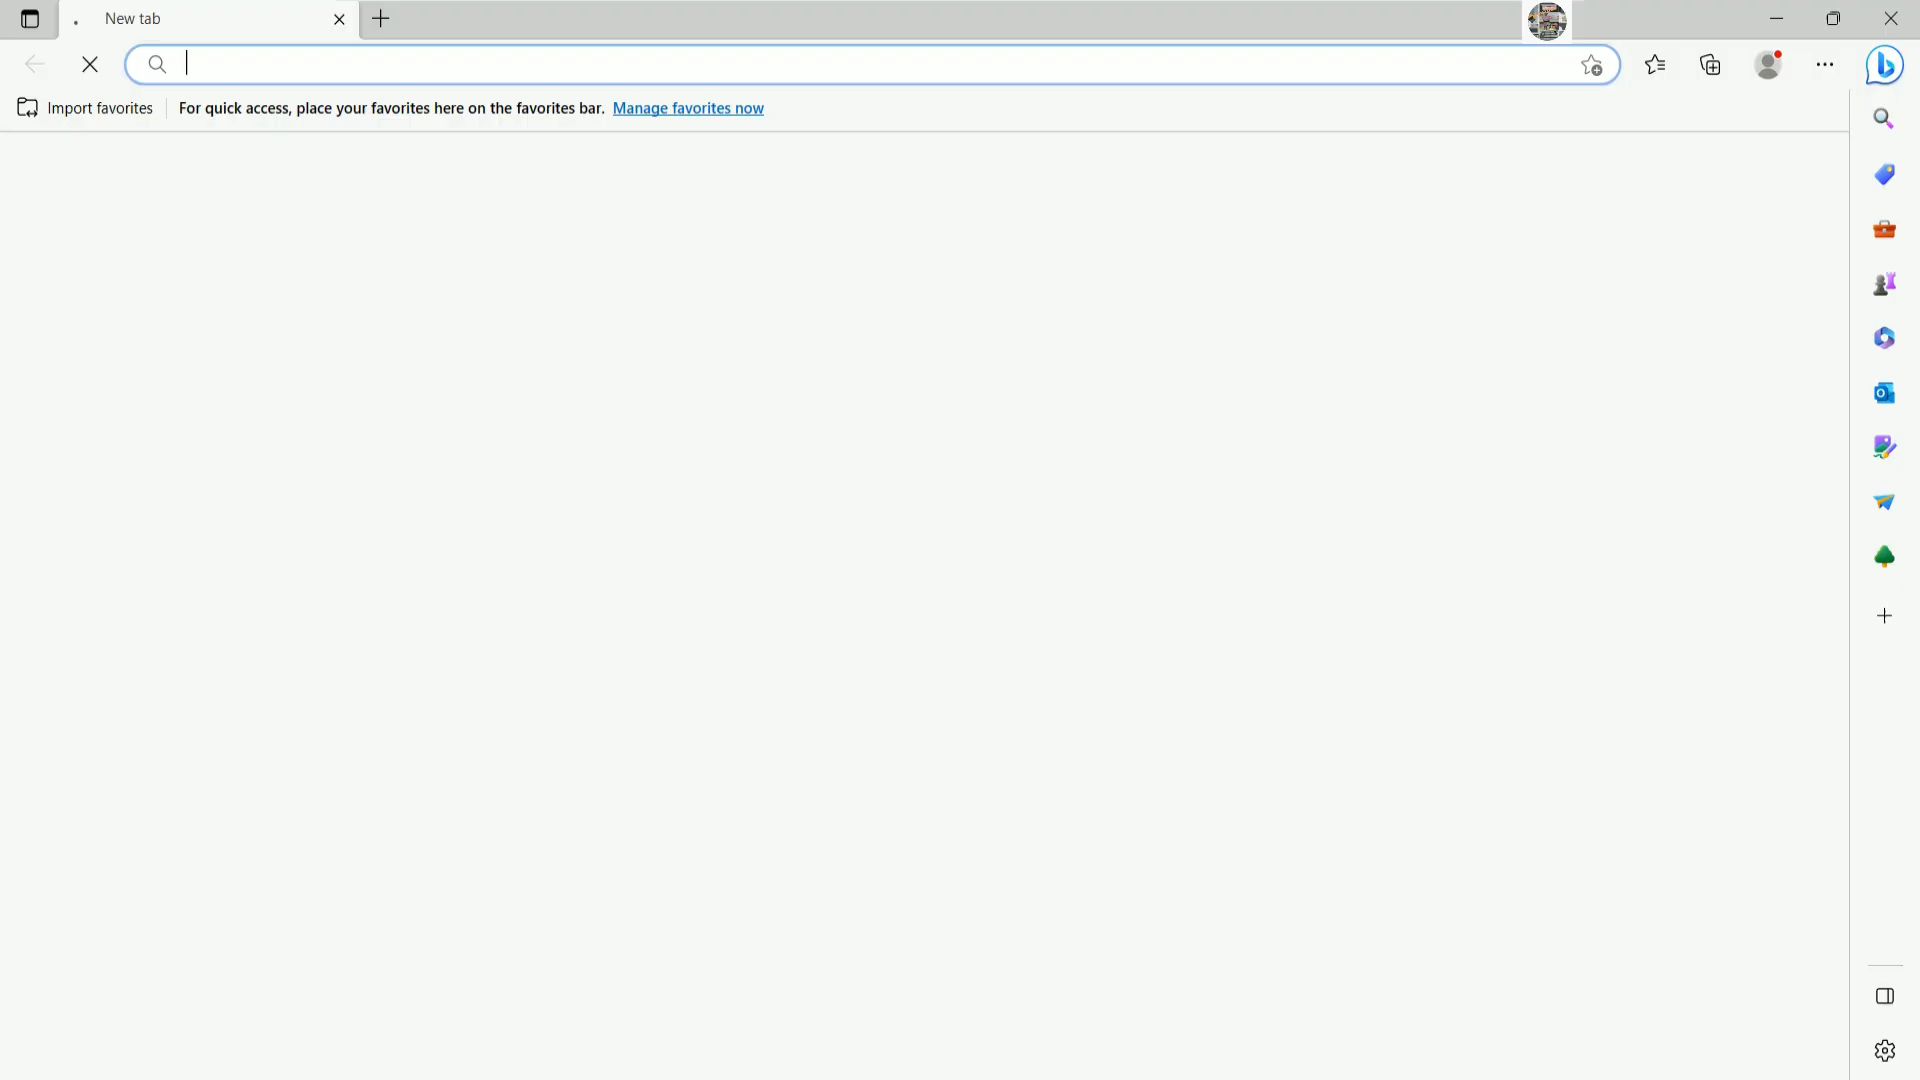 New tab
Import favorites
For quick access, place your favorites here on the favorites bar. Manage favorites now